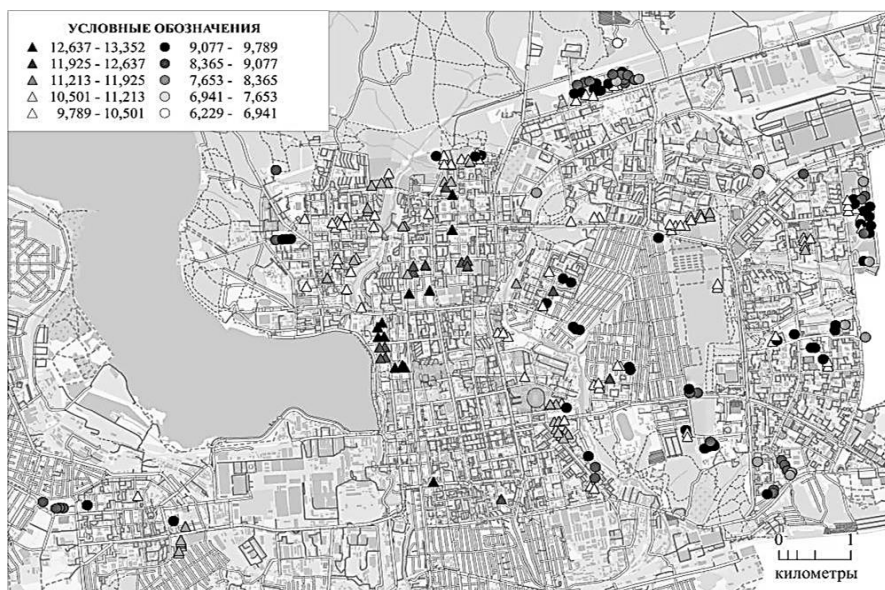 УСЛОВНЫЕ ОБОЗНАЧЕНИЯ
12,637 - 13,352 9,077 - 9,789
11,925 - 12,637 8,365 - 9,077
11,213 - 11,925 7,653 - 8,365
10,501 - 11,213 6,941 - 7,653
9,789 - 10,501 6,229 - 6,941
0 1
километры